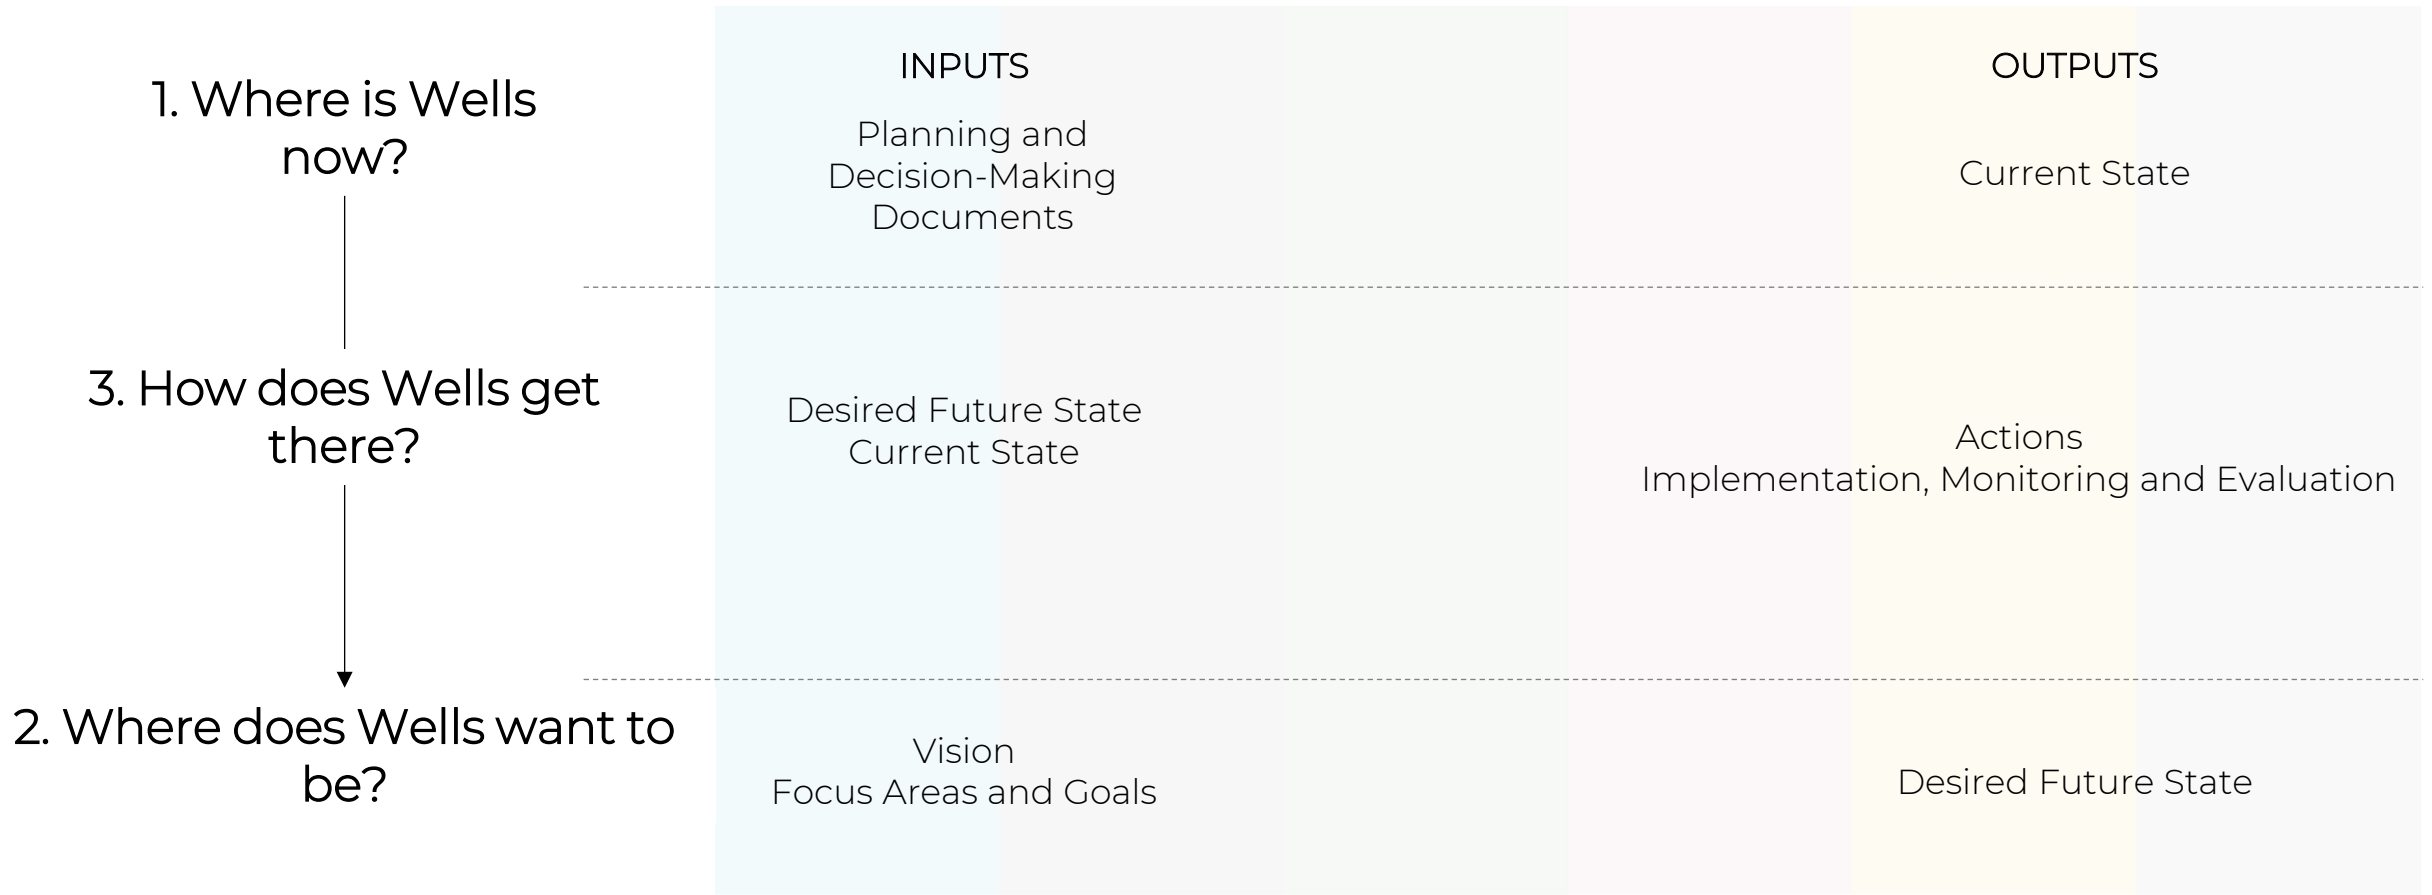 INPUTS
OUTPUTS
1. Where is Wells
now?
Planning and
Decision-Making
Documents
Current State
3. How does Wells get
there?
Desired Future State
Current State
Actions
Implementation, Monitoring and Evaluation
2. Where does Wells want to
be?
Vision
Focus Areas and Goals
Desired Future State